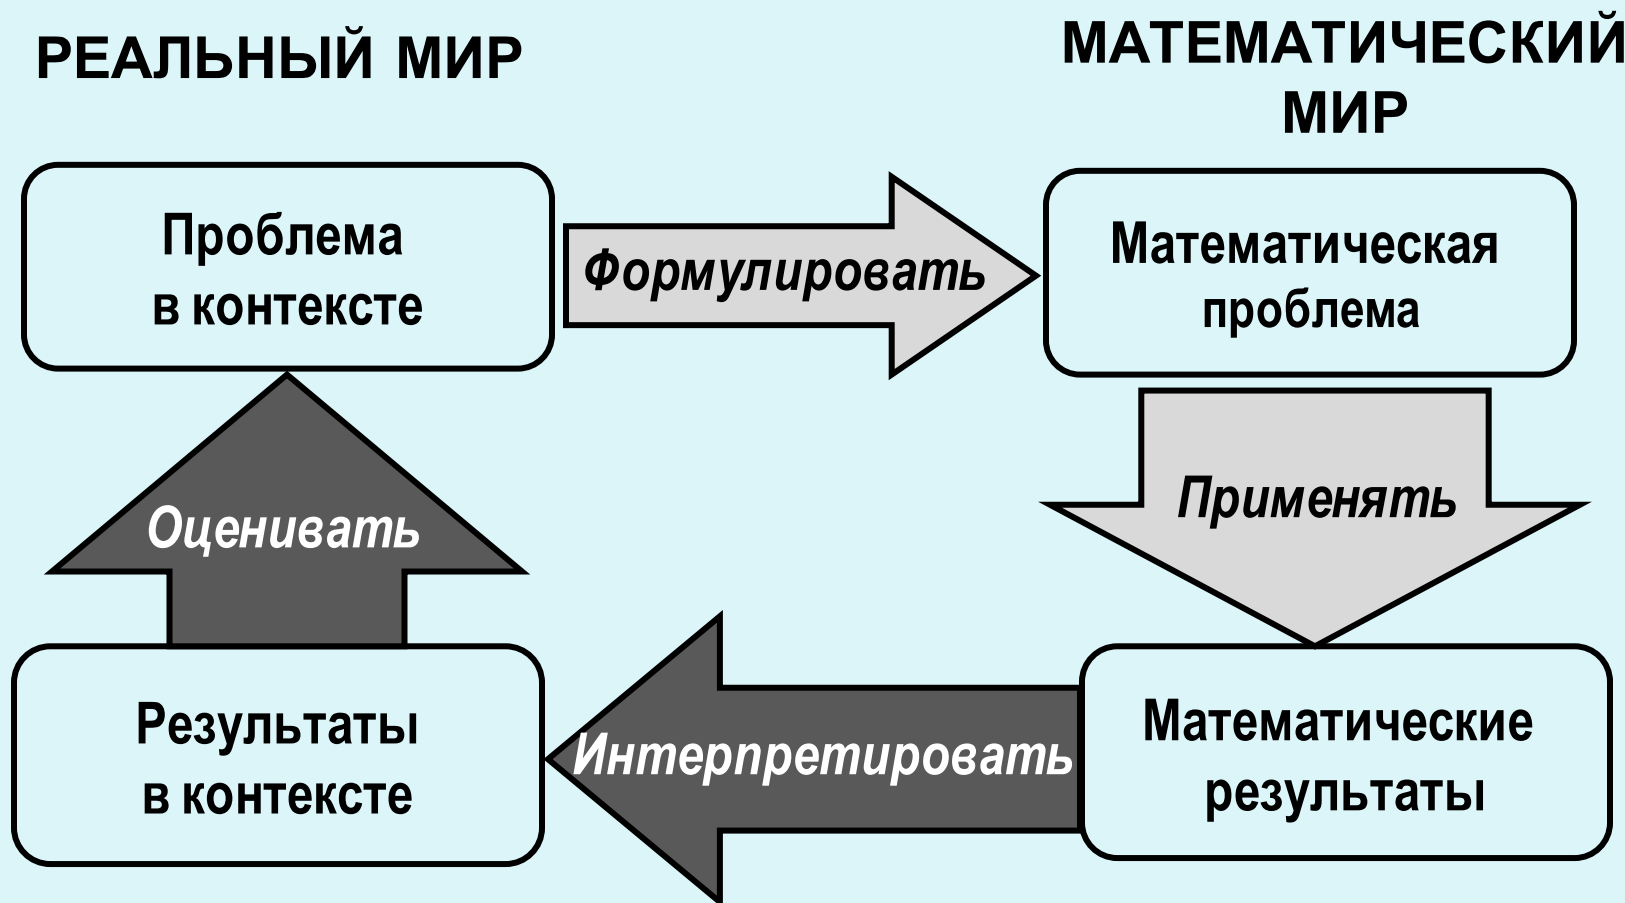 РЕАЛЬНЫЙ МИР
МАТЕМАТИЧЕСКИЙ
МИР
Проблема
в контексте
Формулировать
Математическая
проблема
Применять
Оценивать
Результаты
в контексте
Интерпретировать
Математические
результаты